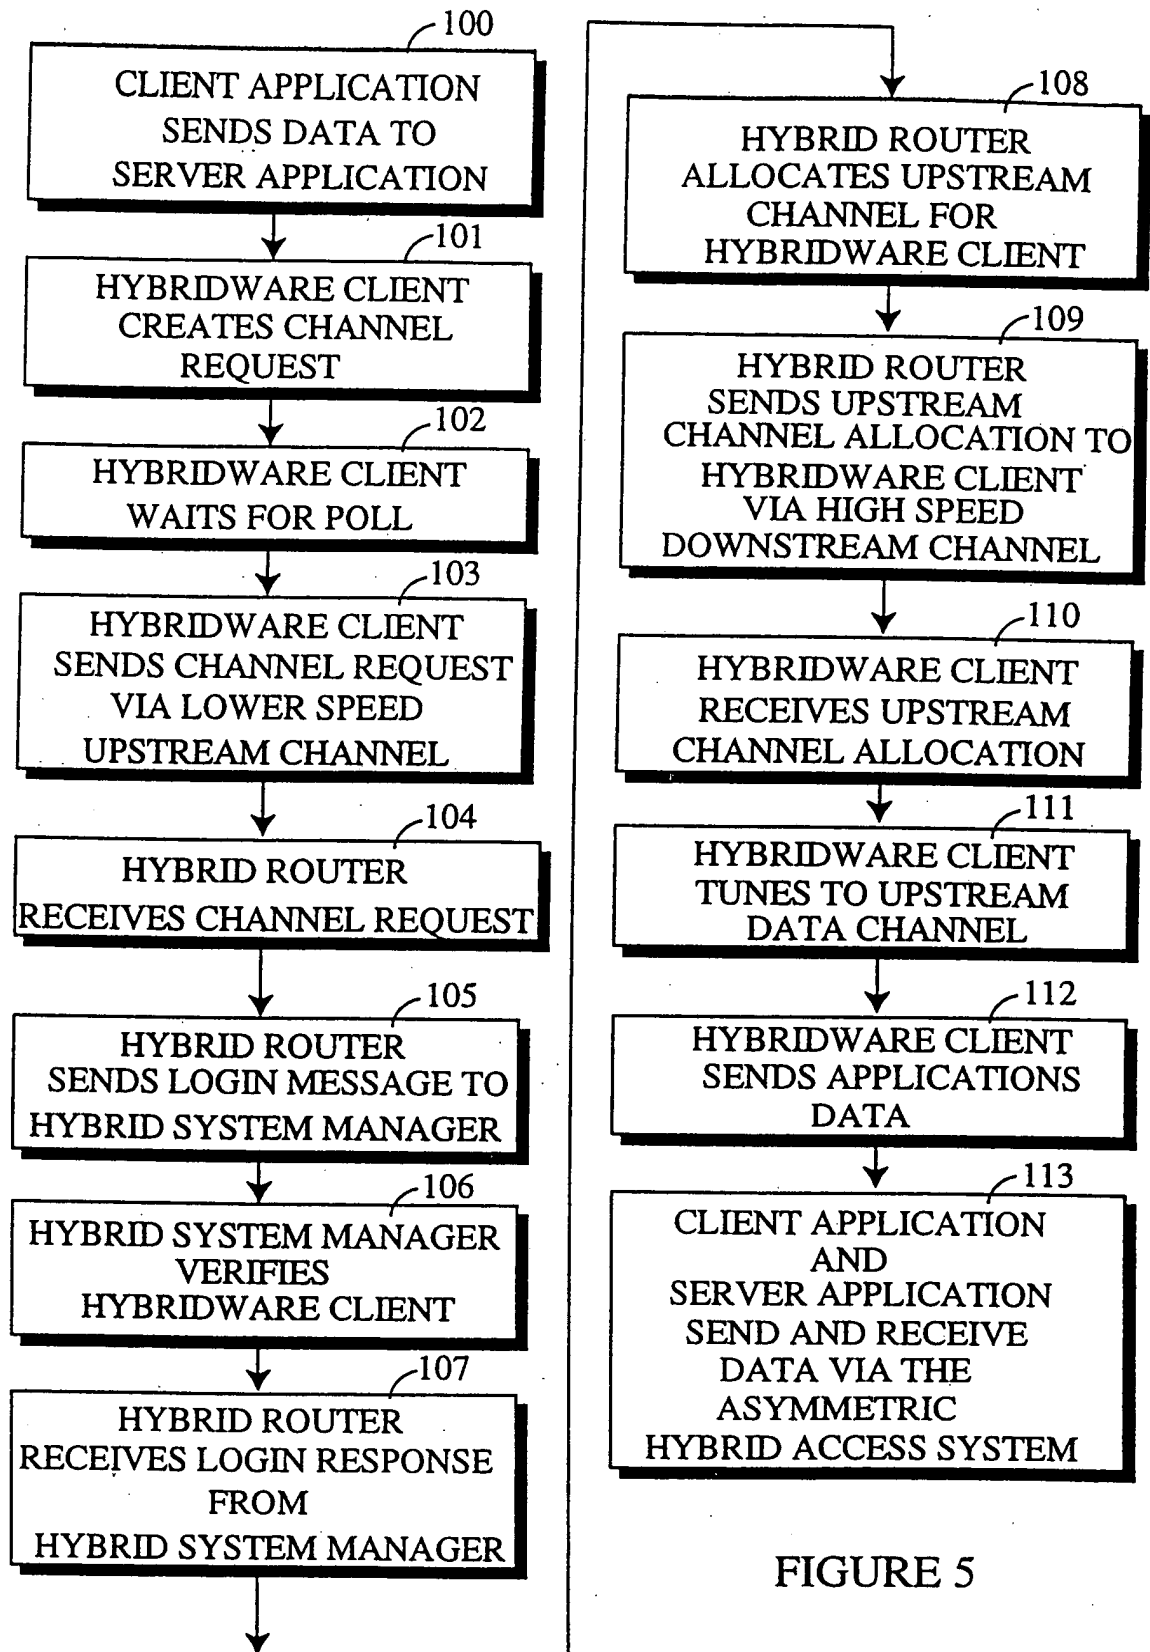 100
CLIENT APPLICATION
SENDS DATA TO
SERVER APPLICATION
101
HYBRIDWARE CLIENT
CREATES CHANNEL
REQUEST
102
HYBRIDWARE CLIENT
WAITS FOR POLL
103
HYBRIDWARE CLIENT
SENDS CHANNEL REQUEST
VIA LOWER SPEED
UPSTREAM CHANNEL
104
HYBRID ROUTER
RECEIVES CHANNEL REQUEST
105
HYBRID ROUTER
SENDS LOGIN MESSAGE TO
HYBRID SYSTEM MANAGER
106
HYBRID SYSTEM MANAGER
VERIFIES
HYBRIDWARE CLIENT
107
HYBRID ROUTER
RECEIVES LOGIN RESPONSE
FROM
HYBRID SYSTEM MANAGER
108
HYBRID ROUTER
ALLOCATES UPSTREAM
CHANNEL FOR
HYBRIDWARE CLIENT
109
HYBRID ROUTER
SENDS UPSTREAM
CHANNEL ALLOCATION TO
HYBRIDWARE CLIENT
VIA HIGH SPEED
DOWNSTREAM CHANNEL
110
HYBRIDWARE CLIENT
RECEIVES UPSTREAM
CHANNEL ALLOCATION
111
HYBRIDWARE CLIENT
TUNES TO UPSTREAM
DATA CHANNEL
112
HYBRIDWARE CLIENT
SENDS APPLICATIONS
DATA
113
CLIENT APPLICATION
AND
SERVER APPLICATION
SEND AND RECEIVE
DATA VIA THE
ASYMMETRIC
HYBRID ACCESS SYSTEM
FIGURE 5